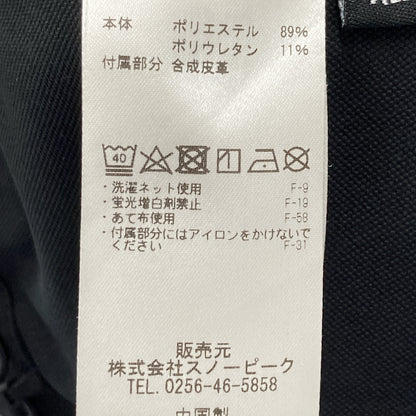 本体 ポリエステル 89%
ポリウレタン 11%
付属部分 合成皮革
40
・洗濯ネット使用 F-9
・蛍光増白剤禁止 F-19
・あて布使用 F-58
・付属部分にはアイロンをかけないで
ください F-31
販売元
株式会社スノーピーク
TEL. 0256-46-5858
中国製